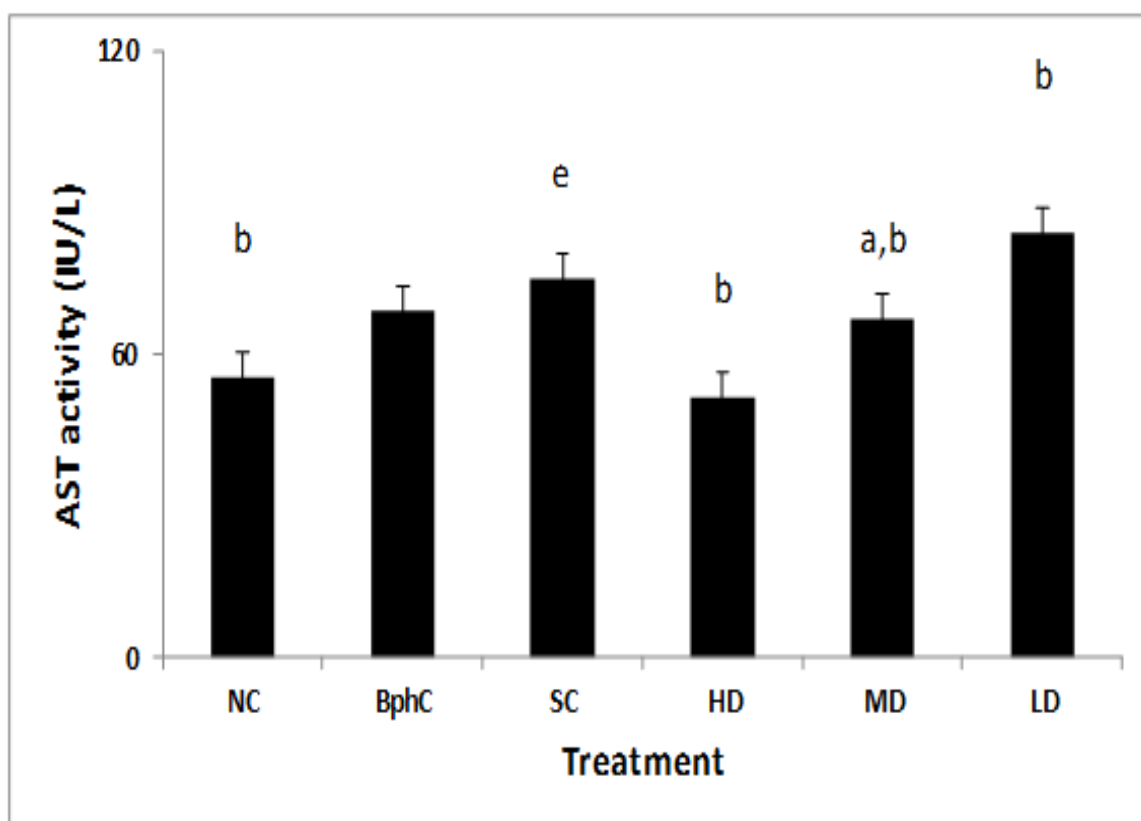 120
b
e
b
a,b
b
60
0
AST activity (IU/L)
NC BphC SC HD MD LD
Treatment